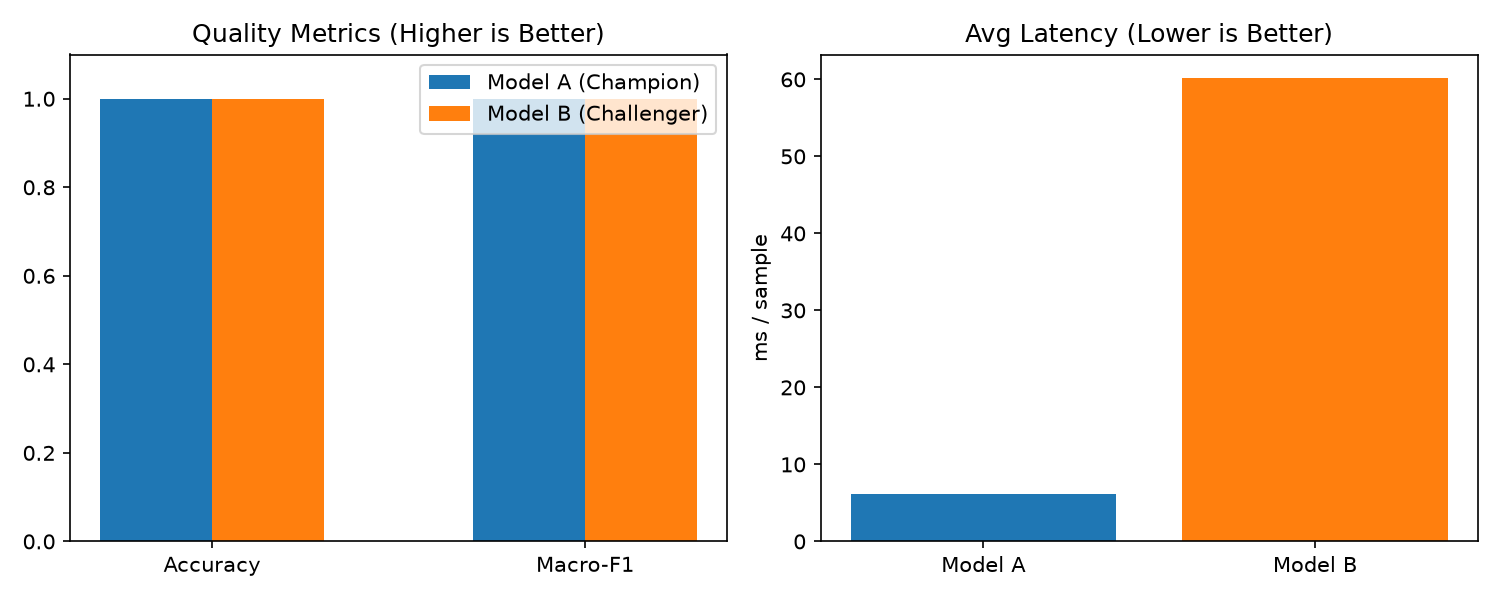 Quality Metrics (Higher is Better)
Model A (Champion)
Model B (Challenger)
1.0
0.8
0.6
0.4
0.2
0.0
Accuracy
Macro-F1
Avg Latency (Lower is Better)
ms / sample
60
50
40
30
20
10
0
Model A
Model B